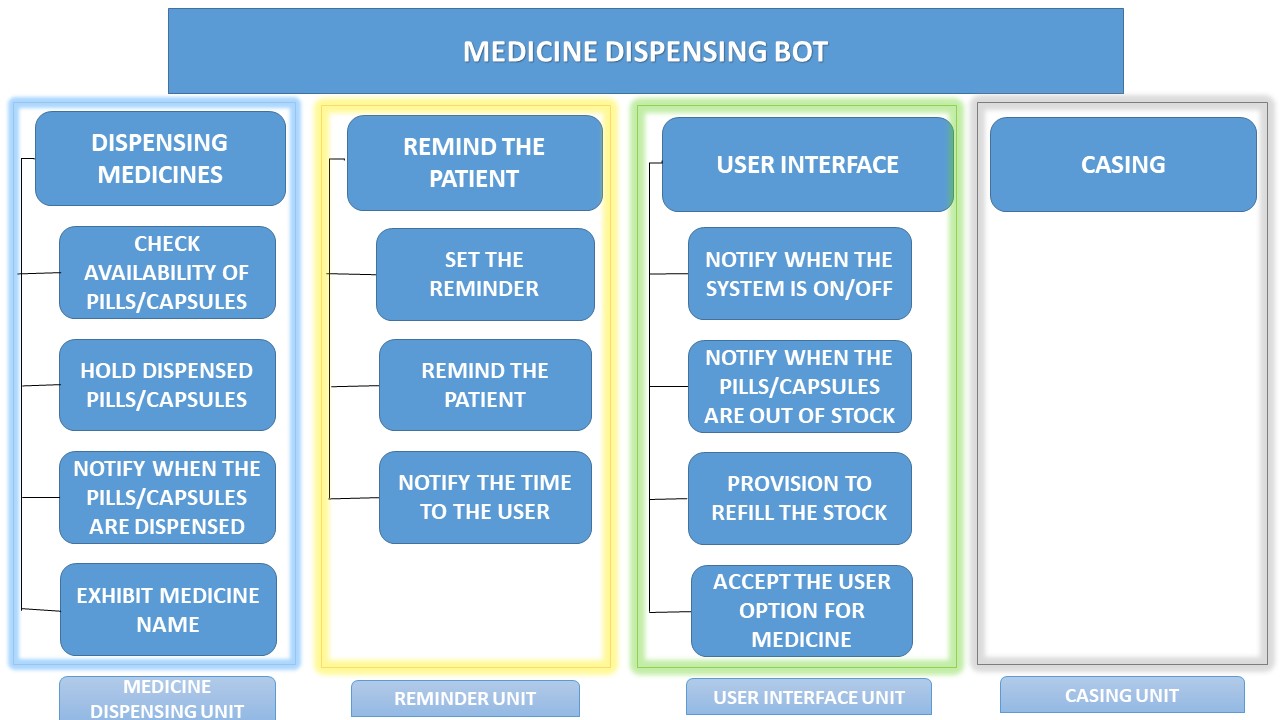 MEDICINE DISPENSING BOT
DISPENSING
MEDICINES
CHECK
AVAILABILITY OF
PILLS/CAPSULES
HOLD DISPENSED
PILLS/CAPSULES
NOTIFY WHEN THE
PILLS/CAPSULES
ARE DISPENSED
EXHIBIT MEDICINE
NAME
MEDICINE
DISPENSING UNIT
REMIND THE
PATIENT
SET THE
REMINDER
REMIND THE
PATIENT
NOTIFY THE TIME
TO THE USER
REMINDER UNIT
USER INTERFACE
NOTIFY WHEN THE
SYSTEM IS ON/OFF
NOTIFY WHEN THE
PILLS/CAPSULES
ARE OUT OF STOCK
PROVISION TO
REFILL THE STOCK
ACCEPT THE USER
OPTION FOR
MEDICINE
USER INTERFACE UNIT
CASING
CASING UNIT